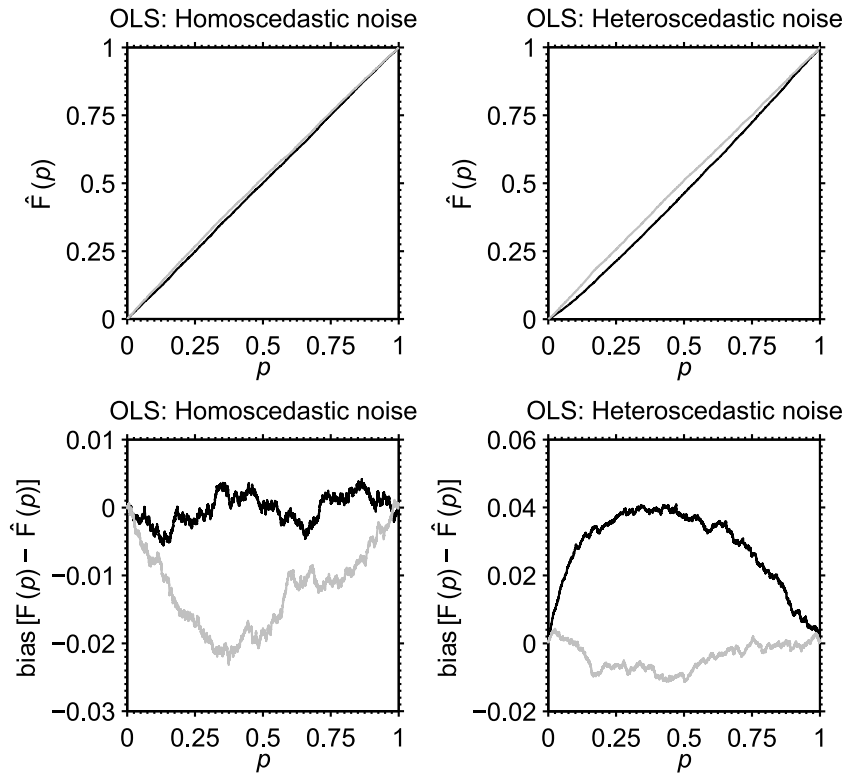 OLS: Homoscedastic noise
1
0.75
0.5
0.25
0
0 0.25 0.5 0.75 1
p
F̂ (p)
OLS: Heteroscedastic noise
1
0.75
0.5
0.25
0
0 0.25 0.5 0.75 1
p
F̂ (p)
OLS: Homoscedastic noise
0.01
0
−0.01
−0.02
−0.03
0 0.25 0.5 0.75 1
p
bias [F (p) − F̂ (p)]
OLS: Heteroscedastic noise
0.06
0.04
0.02
0
−0.02
0 0.25 0.5 0.75 1
p
bias [F (p) − F̂ (p)]